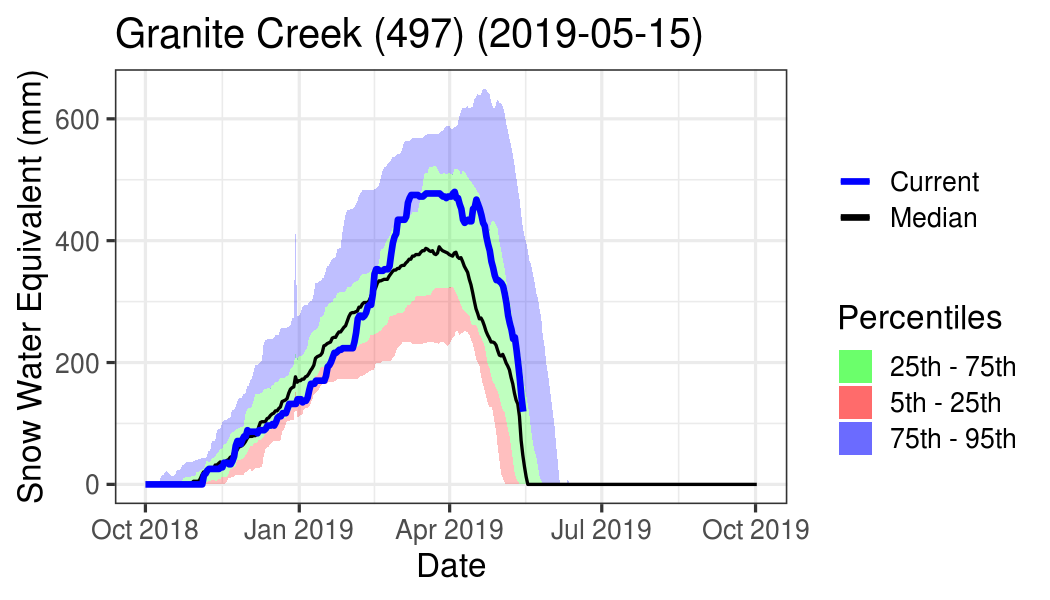 Granite Creek (497) (2019-05-15)
Snow Water Equivalent (mm)
600
400
200
0
Oct 2018
Jan 2019
Apr 2019
Jul 2019
Oct 2019
Date
Current
Median
Percentiles
25th - 75th
5th - 25th
75th - 95th